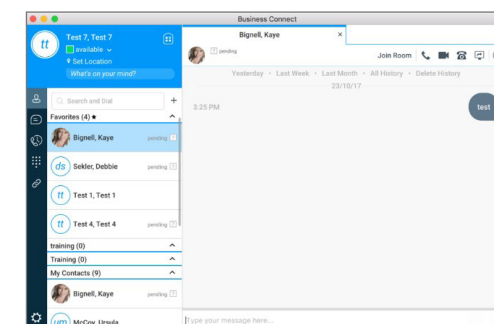 Business Connect
tt
Test 7, Test 7
available
Set Location
What's on your mind?
Search and Dial
Favorites (4)
Bignell, Kaye
pending
ds
Sekler, Debbie
pending
tt
Test 1, Test 1
tt
Test 4, Test 4
pending
training (0)
Training (0)
My Contacts (9)
Bignell, Kaye
pending
um
McCoy, Ursula
Bignell, Kaye ×
pending
Join Room
Yesterday • Last Week • Last Month • All History • Delete History
23/10/17
3:25 PM
test
Type your message here...